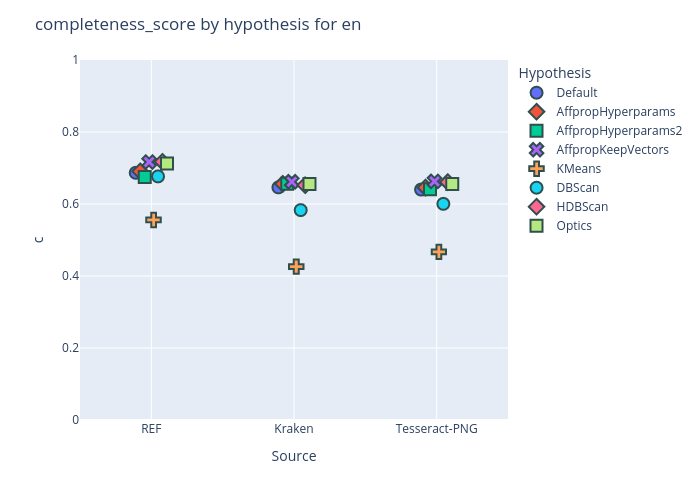 completeness_score by hypothesis for en
Hypothesis
Default
AffpropHyperparams
AffpropHyperparams2
AffpropKeepVectors
KMeans
DBScan
HDBScan
Optics
1
0.8
0.6
0.4
0.2
0
c
REF
Kraken
Tesseract-PNG
Source